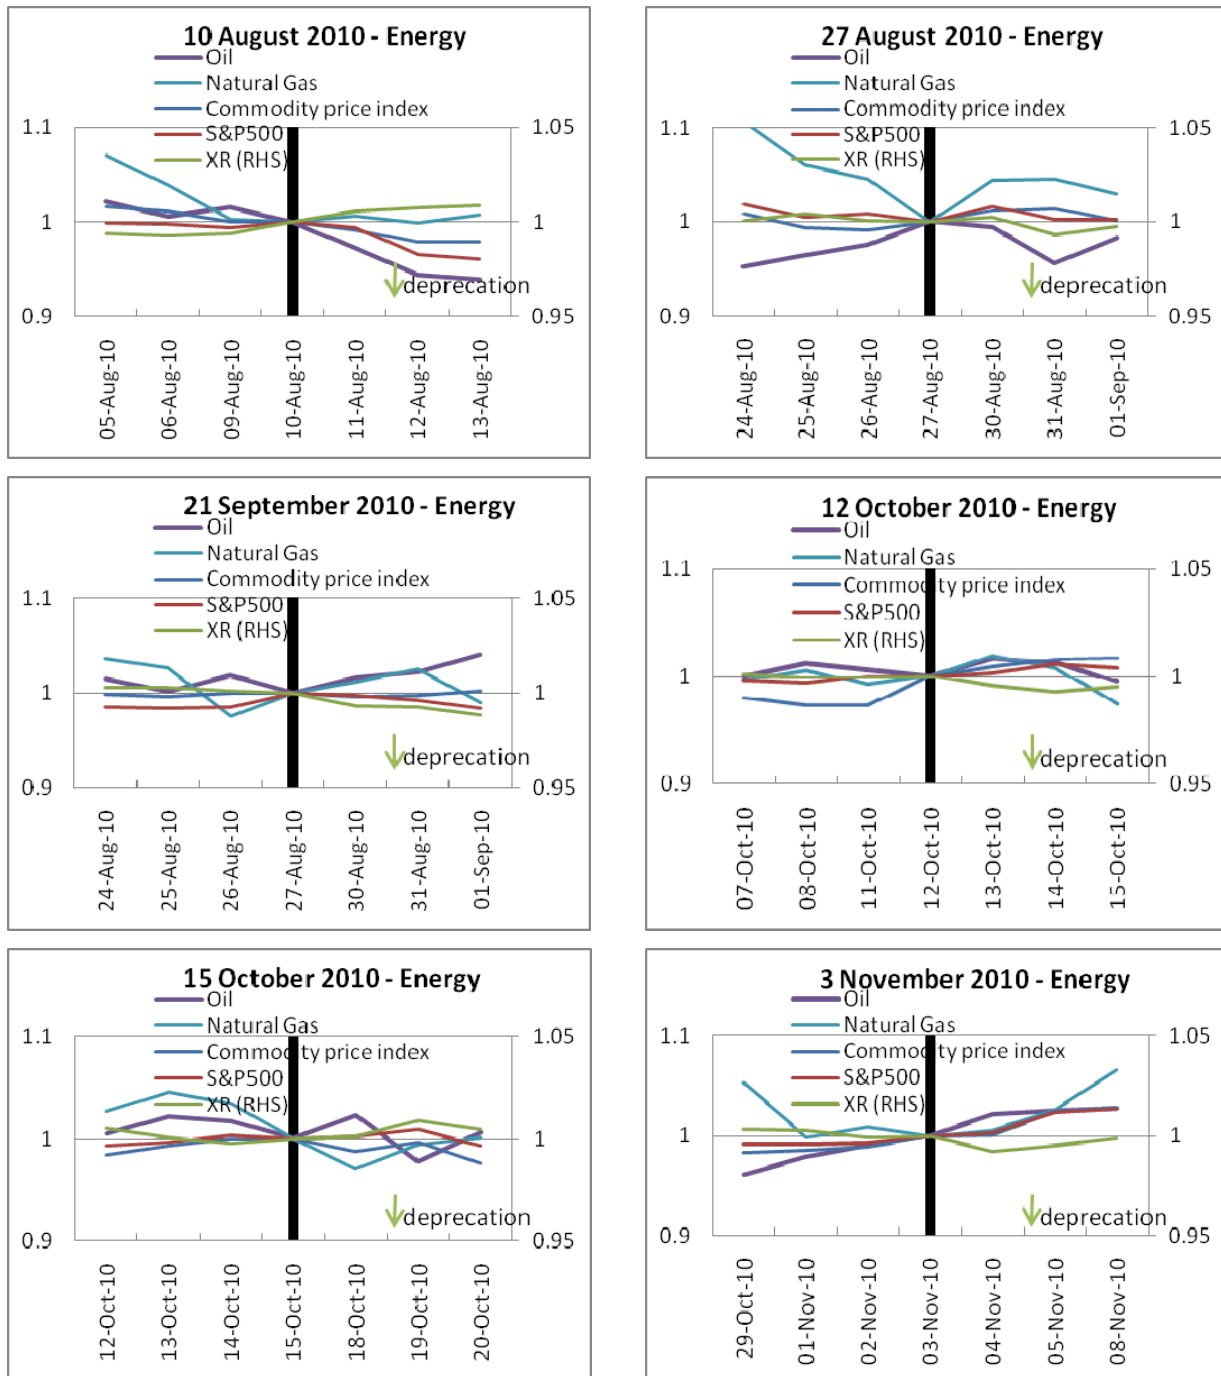 10 August 2010 - Energy
Oil
Natural Gas
Commodity price index
S&P500
XR (RHS)
1.1
1
0.9
1.05
1
0.95
deprecation
05-Aug-10
06-Aug-10
09-Aug-10
10-Aug-10
11-Aug-10
12-Aug-10
13-Aug-10
27 August 2010 - Energy
Oil
Natural Gas
Commodity price index
S&P500
XR (RHS)
1.1
1
0.9
1.05
1
0.95
deprecation
24-Aug-10
25-Aug-10
26-Aug-10
27-Aug-10
30-Aug-10
31-Aug-10
01-Sep-10
21 September 2010 - Energy
Oil
Natural Gas
Commodity price index
S&P500
XR (RHS)
1.1
1
0.9
1.05
1
0.95
deprecation
24-Aug-10
25-Aug-10
26-Aug-10
27-Aug-10
30-Aug-10
31-Aug-10
01-Sep-10
12 October 2010 - Energy
Oil
Natural Gas
Commodity price index
S&P500
XR (RHS)
1.1
1
0.9
1.05
1
0.95
deprecation
07-Oct-10
08-Oct-10
11-Oct-10
12-Oct-10
13-Oct-10
14-Oct-10
15-Oct-10
15 October 2010 - Energy
Oil
Natural Gas
Commodity price index
S&P500
XR (RHS)
1.1
1
0.9
1.05
1
0.95
deprecation
12-Oct-10
13-Oct-10
14-Oct-10
15-Oct-10
18-Oct-10
19-Oct-10
20-Oct-10
3 November 2010 - Energy
Oil
Natural Gas
Commodity price index
S&P500
XR (RHS)
1.1
1
0.9
1.05
1
0.95
deprecation
29-Oct-10
01-Nov-10
02-Nov-10
03-Nov-10
04-Nov-10
05-Nov-10
08-Nov-10